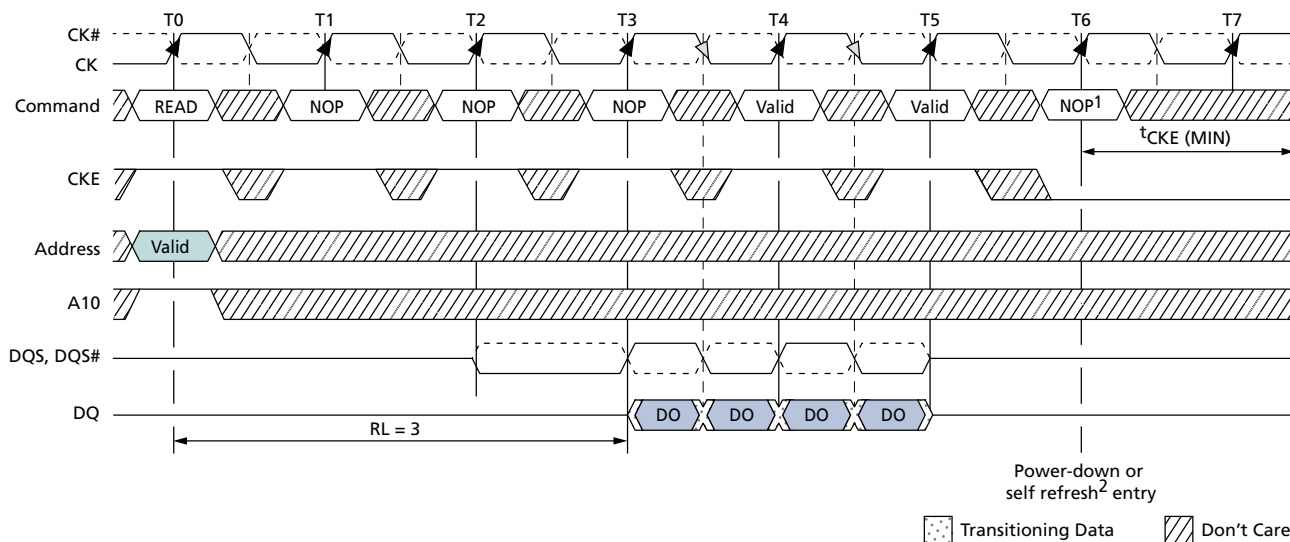 T0 T1 T2 T3 T4 T5 T6 T7
CK#
CK
Command READ NOP NOP NOP Valid Valid NOP1
tCKE (MIN)
CKE
Address Valid
A10
DQS, DQS#
DQ DO DO DO DO
RL = 3
Power-down or
self refresh2 entry
Transitioning Data Don't Care